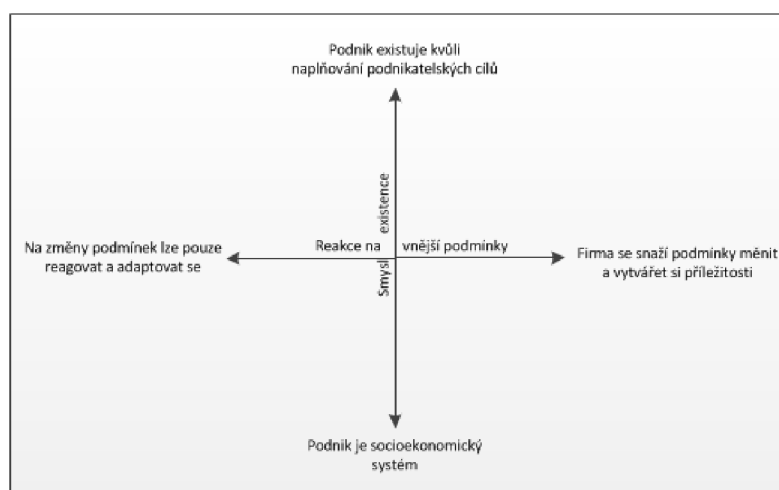 Podnik existuje kvůli
naplňování podnikatelských cílů
Smysl existence
Na změny podmínek lze pouze
reagovat a adaptovat se
Reakce na vnější podmínky
Firma se snaží podmínky měnit
a vytvářet si příležitosti
Podnik je socioekonomický
systém